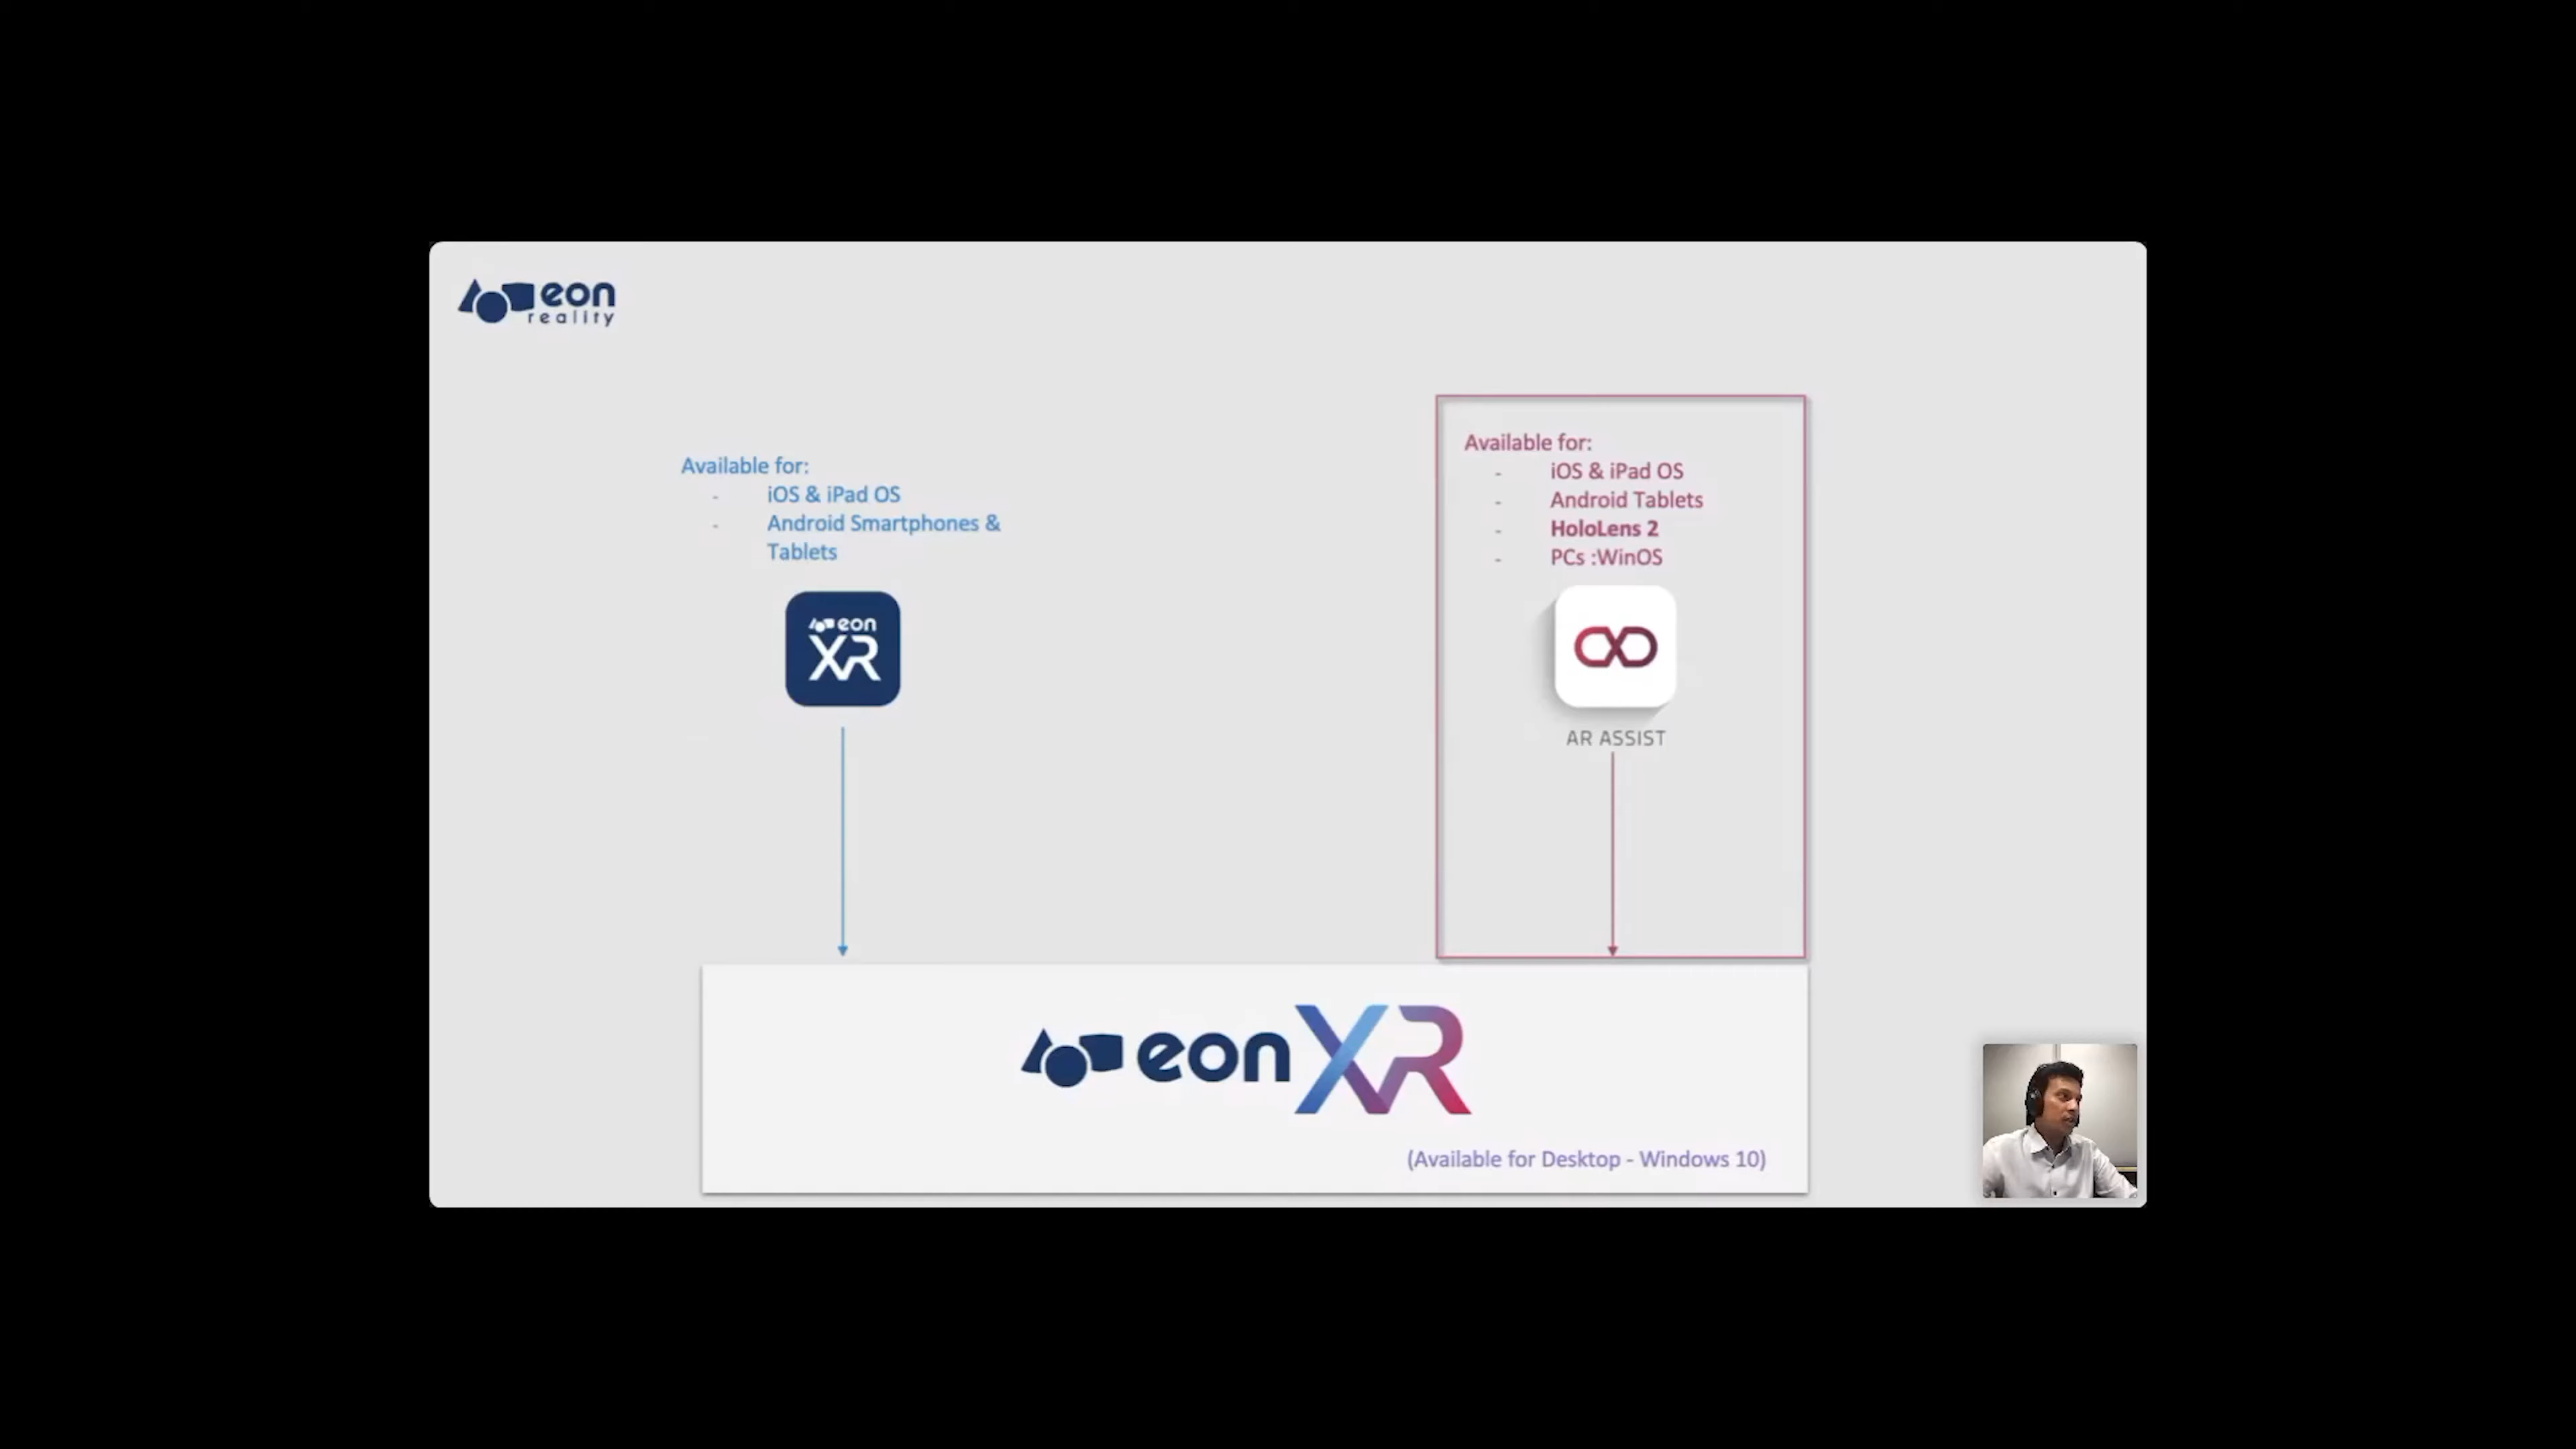 eon
reality
Available for:
- iOS & iPad OS
- Android Smartphones &
Tablets
eon
XR
Available for:
- iOS & iPad OS
- Android Tablets
- HoloLens 2
- PCs :WinOS
AR ASSIST
eon XR
(Available for Desktop - Windows 10)